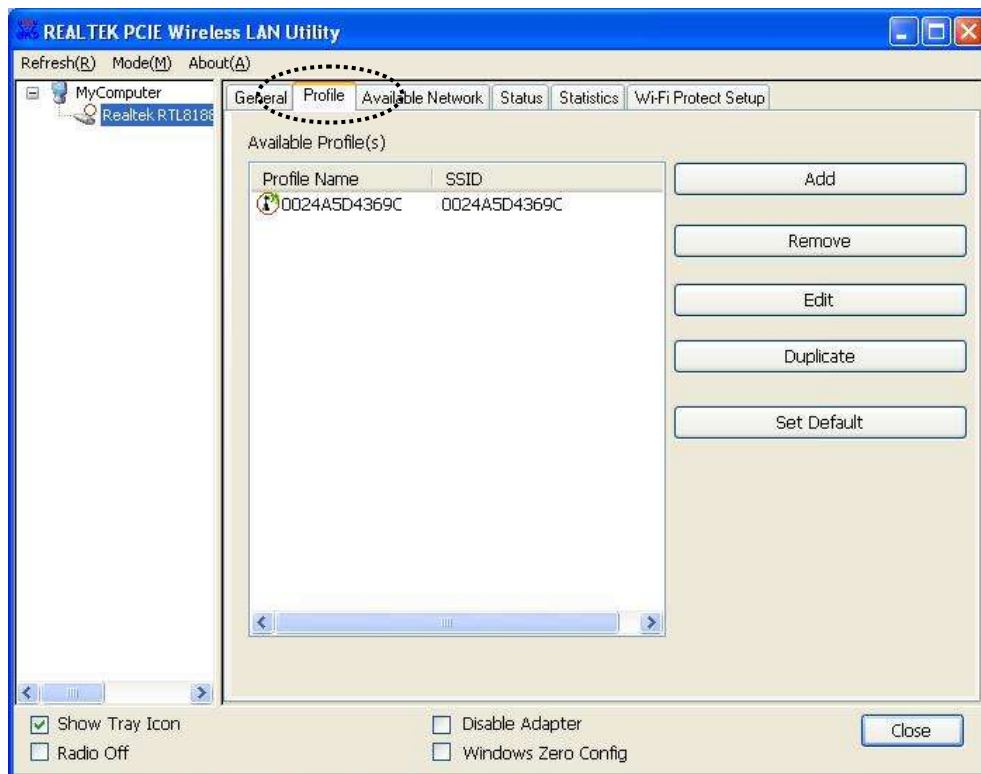 REALTEK PCIE Wireless LAN Utility
Refresh(R) Mode(M) About(A)
MyComputer
Realtek RTL8188
General Profile Available Network Status Statistics Wi-Fi Protect Setup
Available Profile(s)
Profile Name SSID
0024A5D4369C 0024A5D4369C
Add
Remove
Edit
Duplicate
Set Default
Show Tray Icon
Radio Off
Disable Adapter
Windows Zero Config
Close